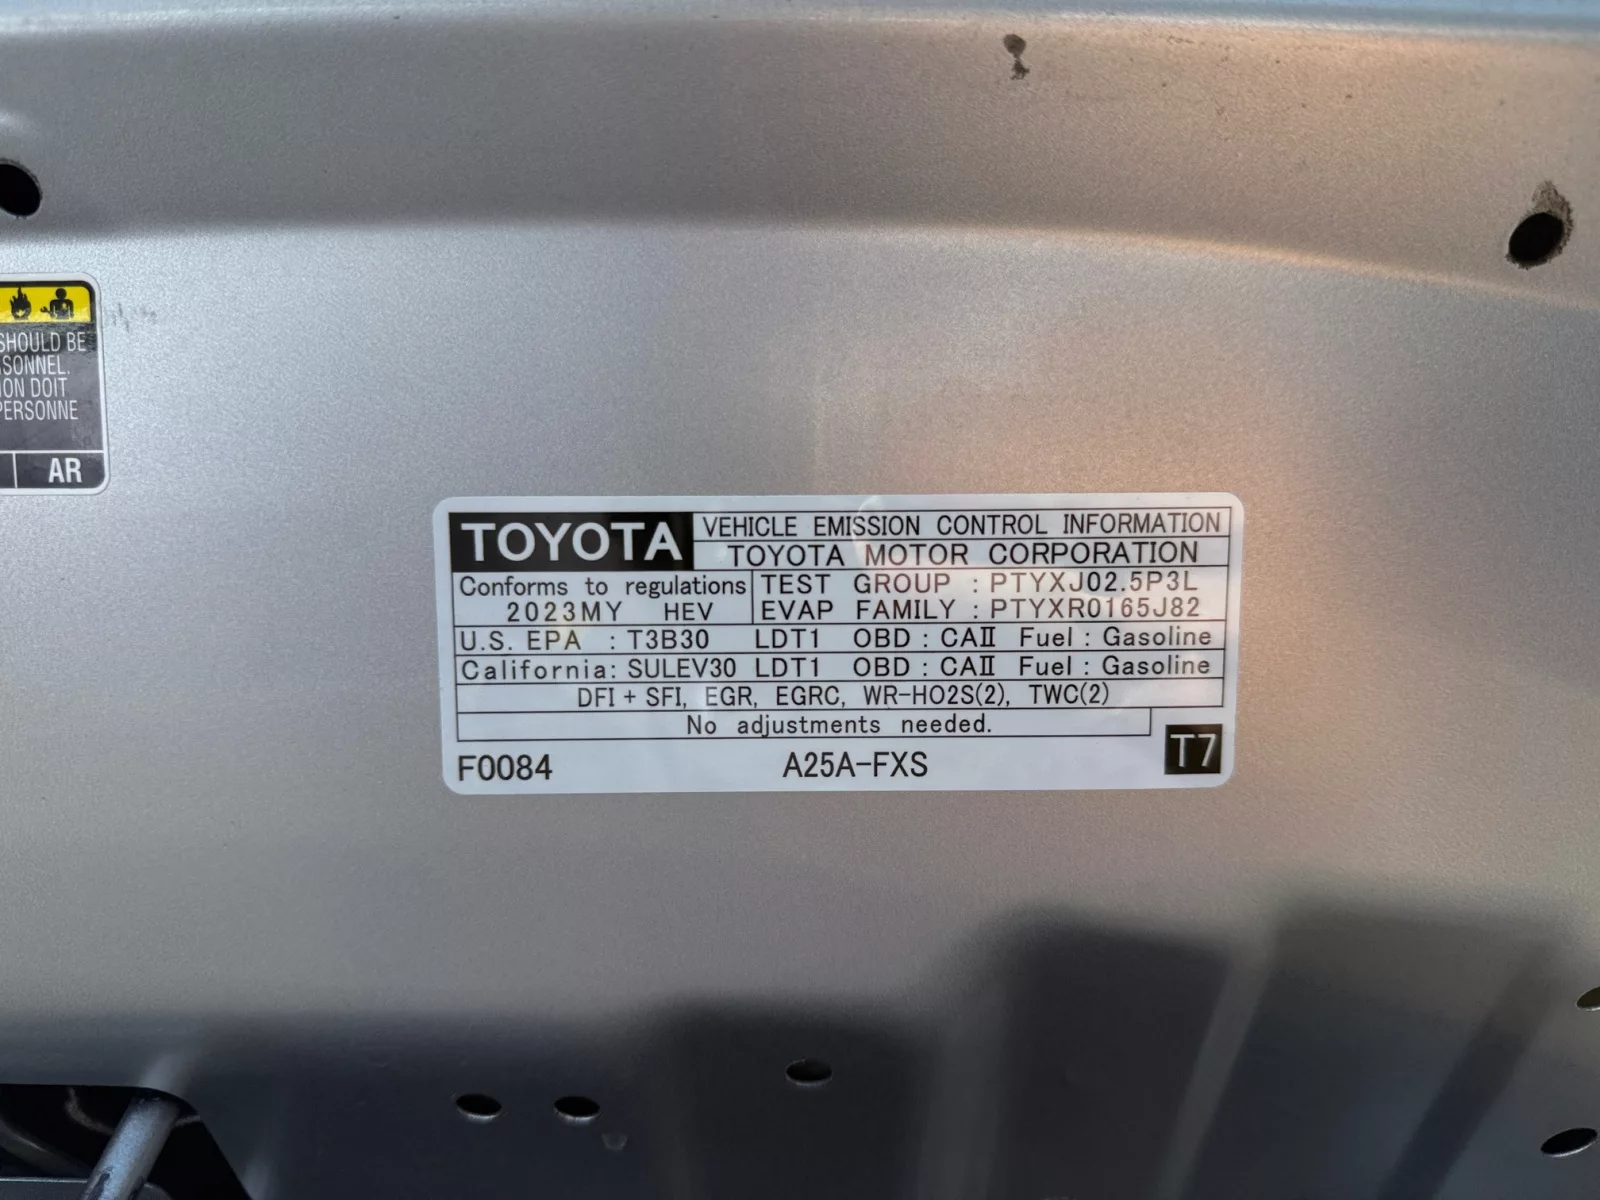 SHOULD BE
SONNEL.
ION DOIT
PERSONNE
AR
TOYOTA
VEHICLE EMISSION CONTROL INFORMATION
TOYOTA MOTOR CORPORATION
Conforms to regulations
2023MY HEV
TEST GROUP : PTYXJ02.5P3L
EVAP FAMILY : PTYXR0165J82
U.S. EPA : T3B30 LDT1 OBD : CAⅡ Fuel : Gasoline
California: SULEV30 LDT1 OBD : CAⅡ Fuel : Gasoline
DFI + SFI, EGR, EGRC, WR-HO2S(2), TWC(2)
No adjustments needed.
F0084 A25A-FXS T7